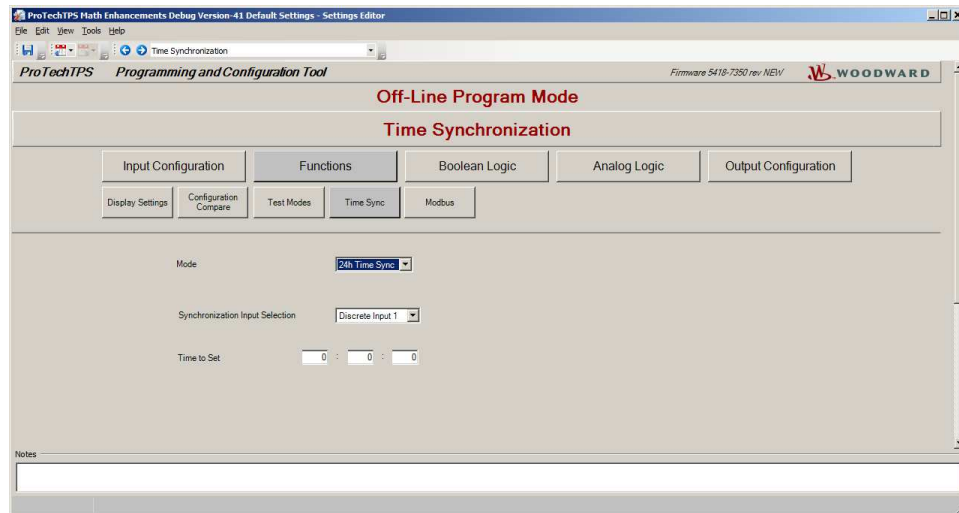 ProTechTPS Math Enhancements Debug Version-41 Default Settings - Settings Editor
File Edit View Tools Help
Time Synchronization
ProTechTPS Programming and Configuration Tool Firmware 5418-7350 rev NEW WOODWARD
Off-Line Program Mode
Time Synchronization
Input Configuration Functions Boolean Logic Analog Logic Output Configuration
Display Settings Configuration Compare Test Modes Time Sync Modbus
Mode 24h Time Sync
Synchronization Input Selection Discrete Input 1
Time to Set 0 : 0 : 0
Notes